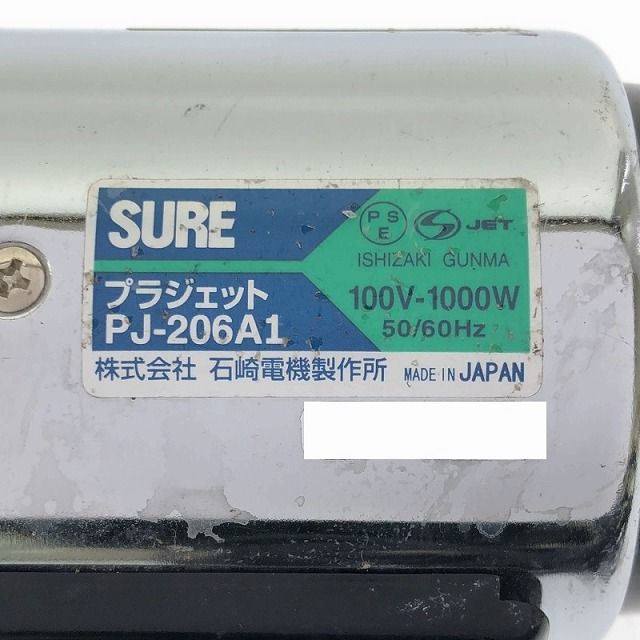 SURE
PSE JET
ISHIZAKI GUNMA
プラジェット
PJ-206A1
100V-1000W
50/60Hz
株式会社 石崎電機製作所 MADE IN JAPAN